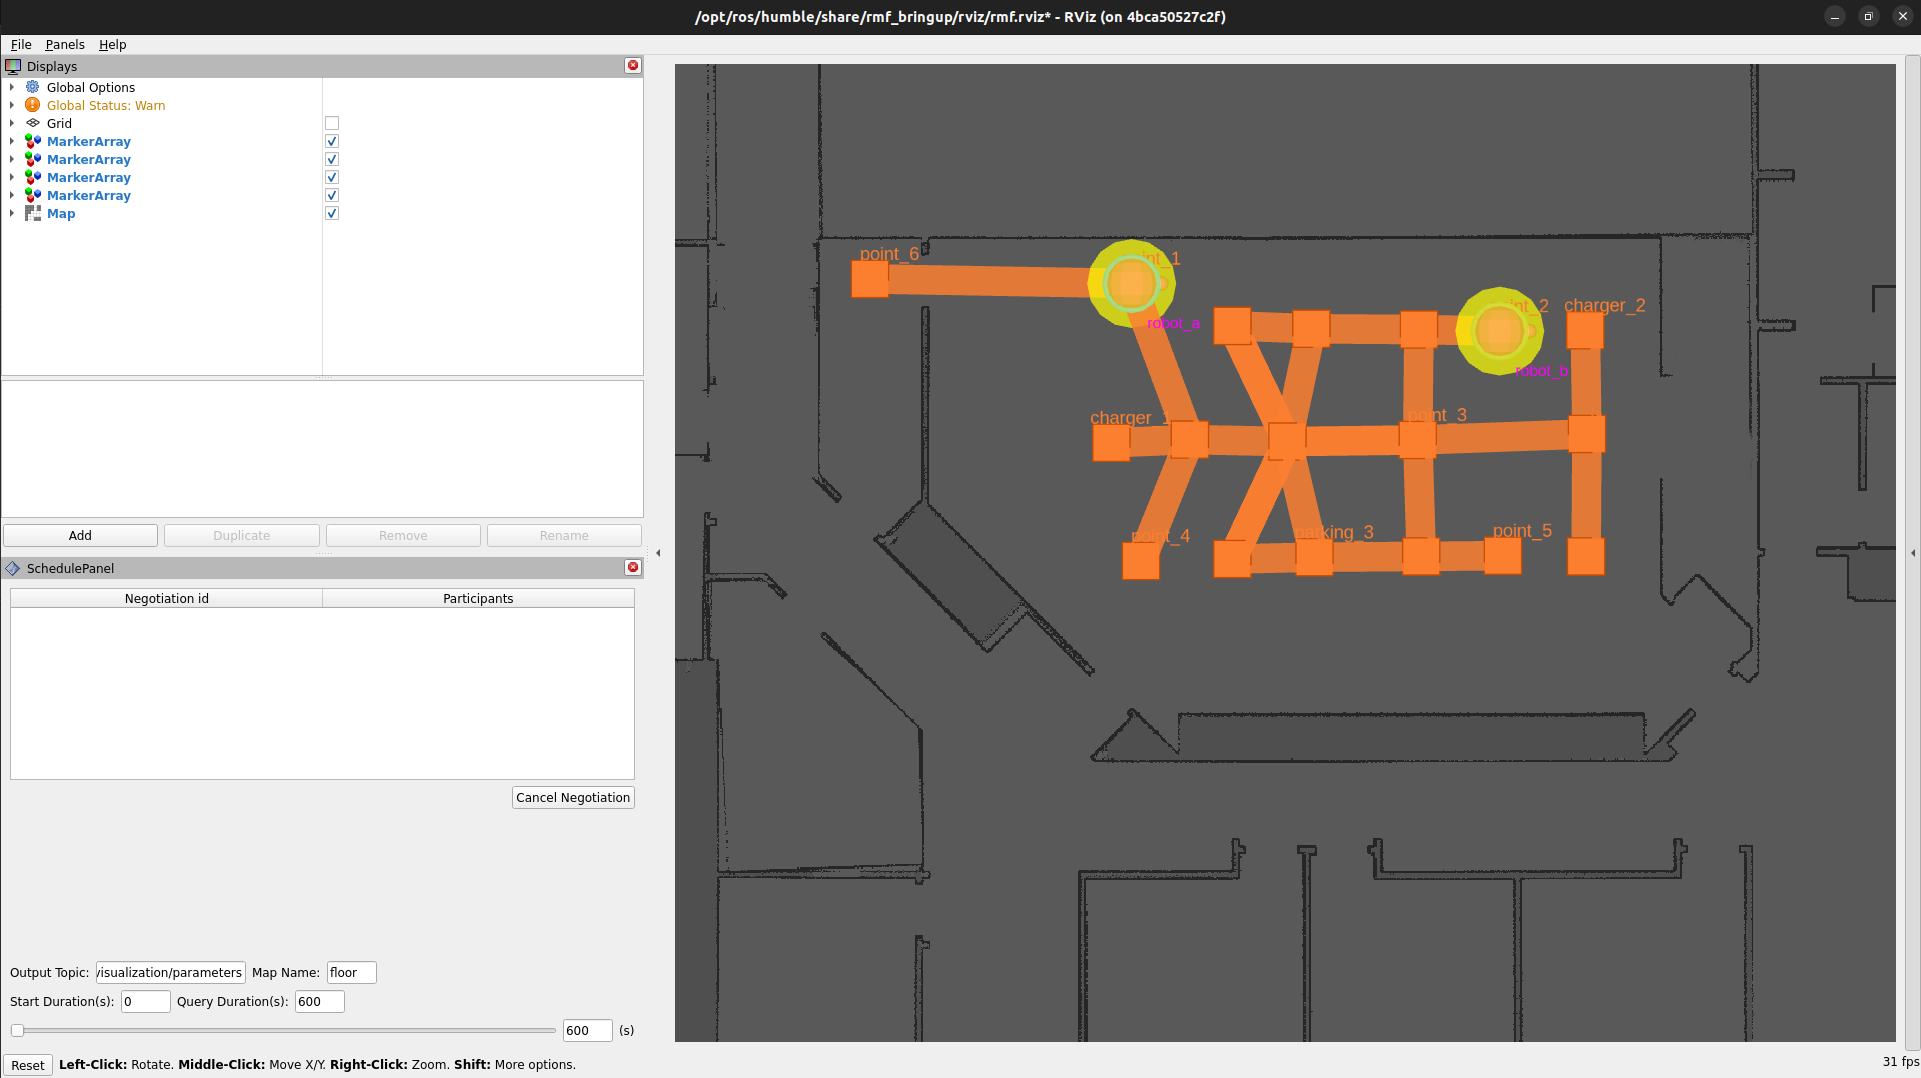 /opt/ros/humble/share/rmf_bringup/rviz/rmf.rviz* - RViz (on 4bca50527c2f)
File Panels Help
Displays
Global Options
Global Status: Warn
Grid
MarkerArray
MarkerArray
MarkerArray
MarkerArray
Map
Add Duplicate Remove Rename
SchedulePanel
Negotiation id Participants
Cancel Negotiation
Output Topic: visualization/parameters Map Name: floor
Start Duration(s): 0 Query Duration(s): 600
600 (s)
Reset Left-Click: Rotate. Middle-Click: Move X/Y. Right-Click: Zoom. Shift: More options.
31 fps
point_6
int_1
robot_a
int_2
charger_2
robot_b
charger_1
point_3
point_4
parking_3
point_5